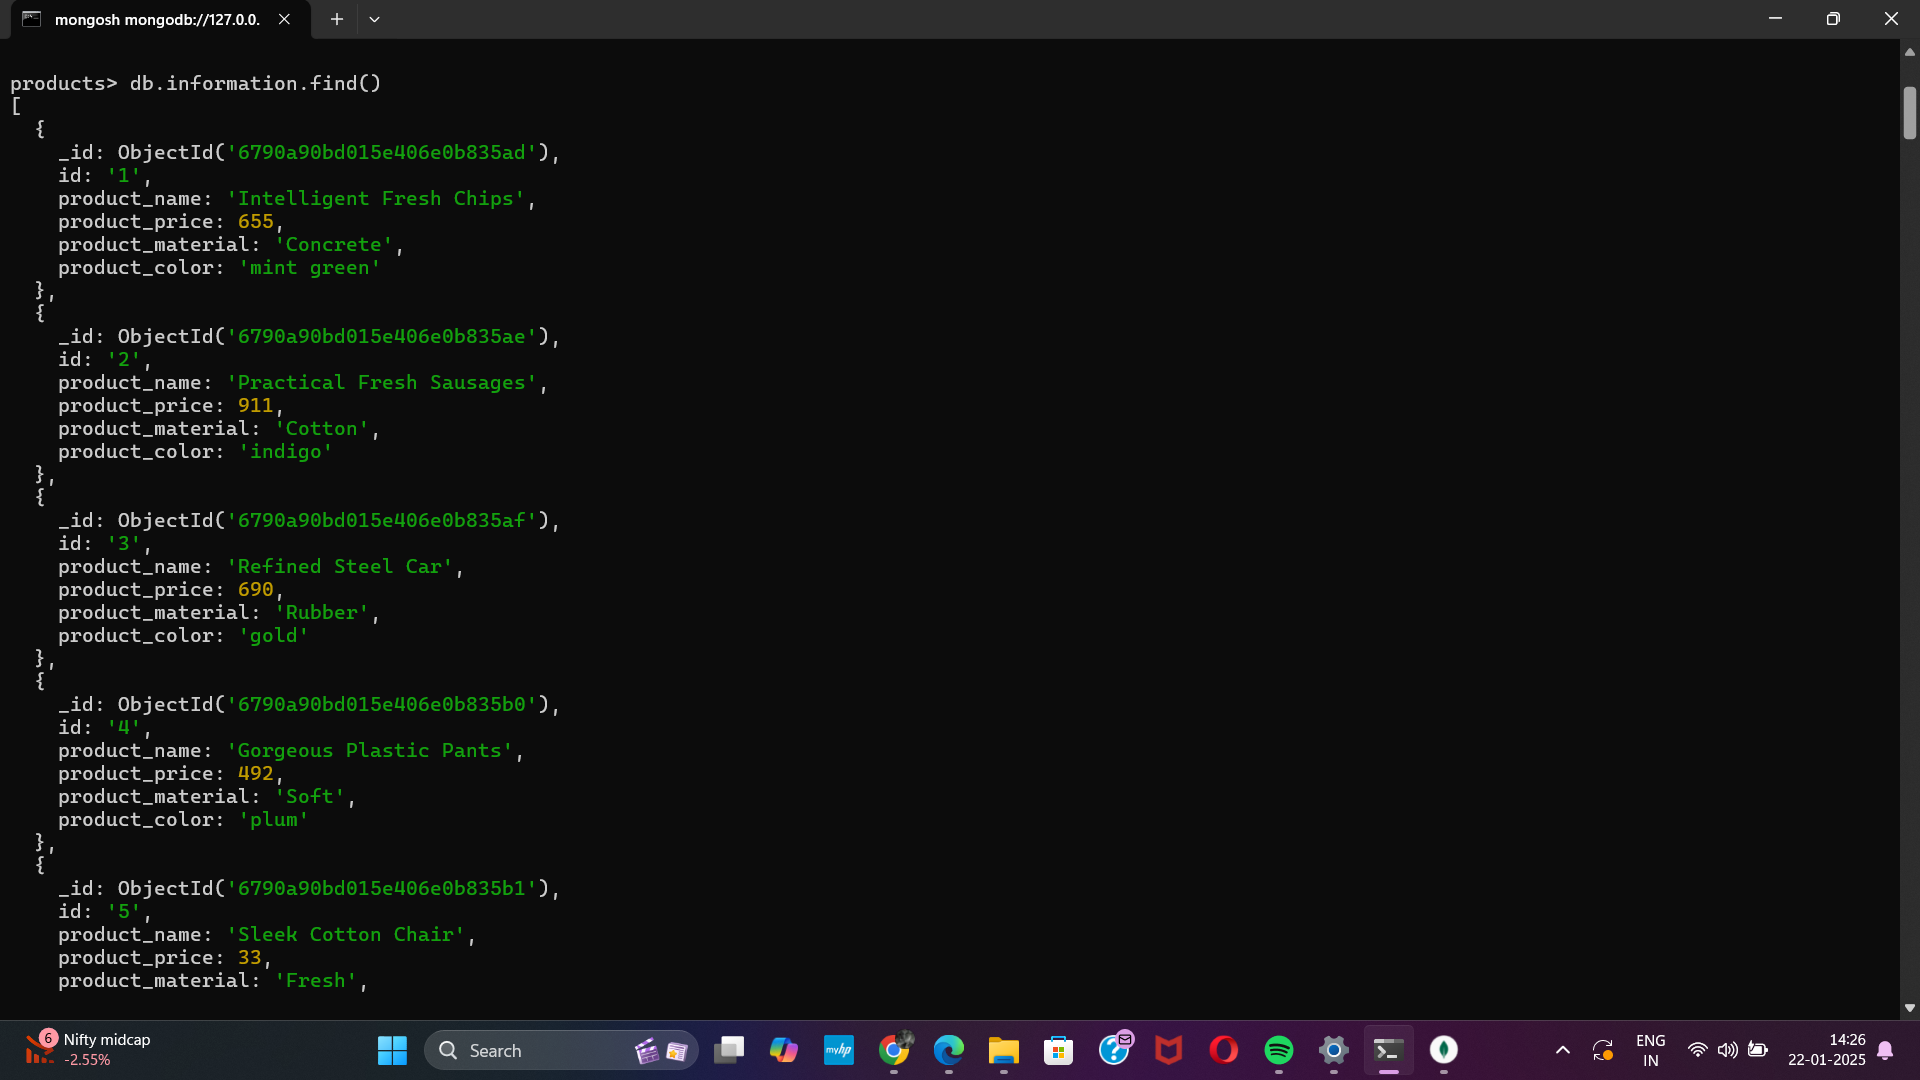 mongosh mongodb://127.0.0.
products> db.information.find()
[
  {
    _id: ObjectId('6790a90bd015e406e0b835ad'),
    id: '1',
    product_name: 'Intelligent Fresh Chips',
    product_price: 655,
    product_material: 'Concrete',
    product_color: 'mint green'
  },
  {
    _id: ObjectId('6790a90bd015e406e0b835ae'),
    id: '2',
    product_name: 'Practical Fresh Sausages',
    product_price: 911,
    product_material: 'Cotton',
    product_color: 'indigo'
  },
  {
    _id: ObjectId('6790a90bd015e406e0b835af'),
    id: '3',
    product_name: 'Refined Steel Car',
    product_price: 690,
    product_material: 'Rubber',
    product_color: 'gold'
  },
  {
    _id: ObjectId('6790a90bd015e406e0b835b0'),
    id: '4',
    product_name: 'Gorgeous Plastic Pants',
    product_price: 492,
    product_material: 'Soft',
    product_color: 'plum'
  },
  {
    _id: ObjectId('6790a90bd015e406e0b835b1'),
    id: '5',
    product_name: 'Sleek Cotton Chair',
    product_price: 33,
    product_material: 'Fresh',
6 Nifty midcap
-2.55%
Search
myhp
ENG
IN
14:26
22-01-2025